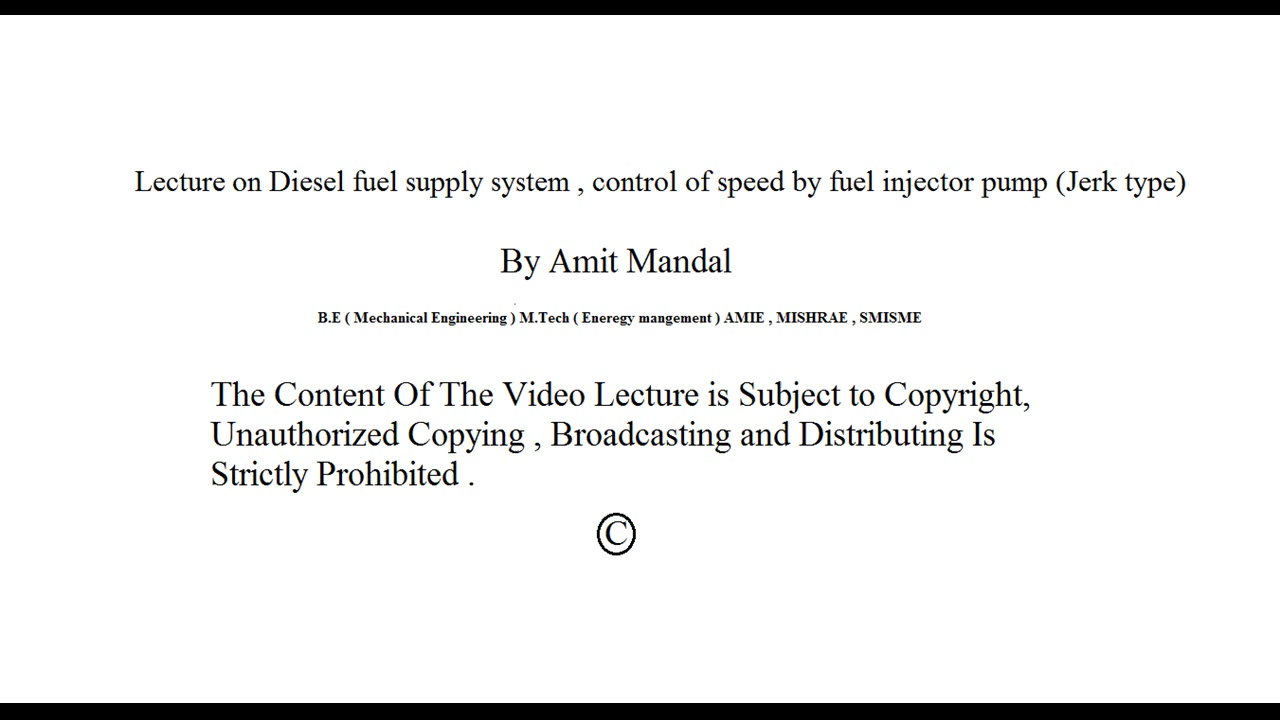 Lecture on Diesel fuel supply system , control of speed by fuel injector pump (Jerk type)
By Amit Mandal
B.E ( Mechanical Engineering ) M.Tech ( Eneregy mangement ) AMIE , MISHRAE , SMISME
The Content Of The Video Lecture is Subject to Copyright,
Unauthorized Copying , Broadcasting and Distributing Is
Strictly Prohibited .
©